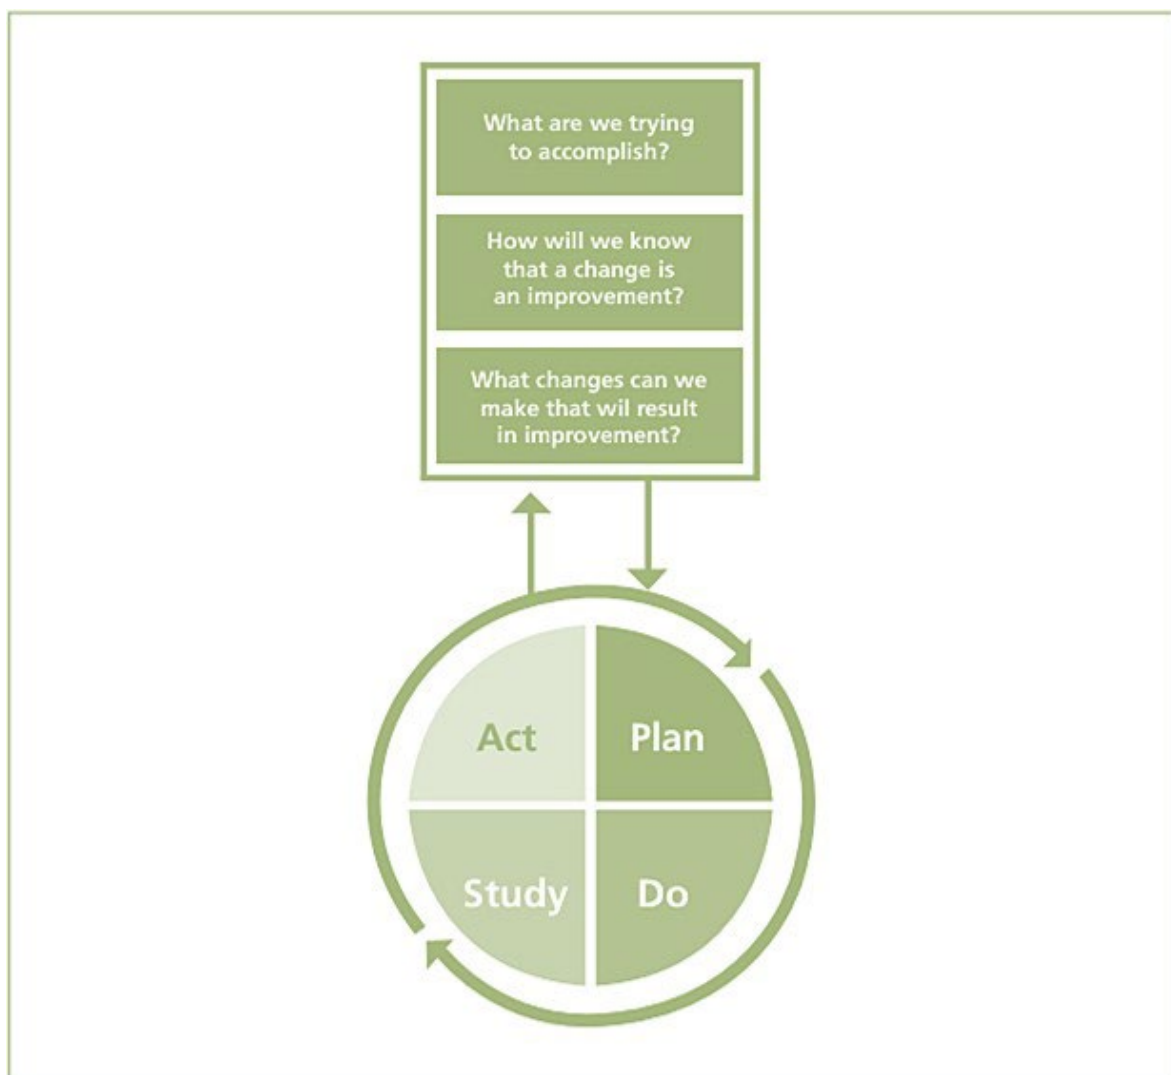 What are we trying
to accomplish?
How will we know
that a change is
an improvement?
What changes can we
make that wil result
in improvement?
Act
Plan
Study
Do